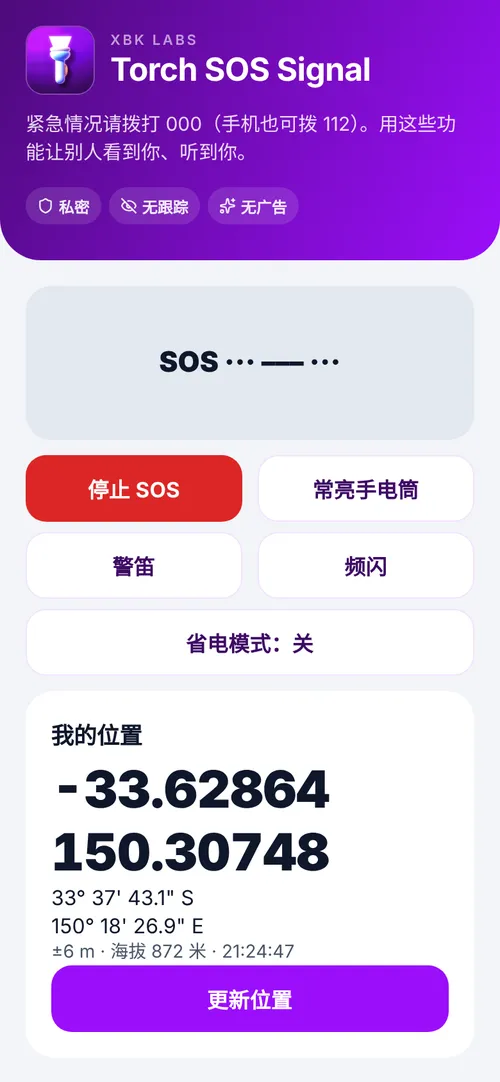 XBK LABS
Torch SOS Signal
紧急情况请拨打 000（手机也可拨 112）。用这些功
能让别人看到你、听到你。
私密
无跟踪
无广告
SOS ··· ——— ···
停止 SOS
常亮手电筒
警笛
频闪
省电模式：关
我的位置
-33.62864
150.30748
33° 37' 43.1" S
150° 18' 26.9" E
±6 m · 海拔 872 米 · 21:24:47
更新位置